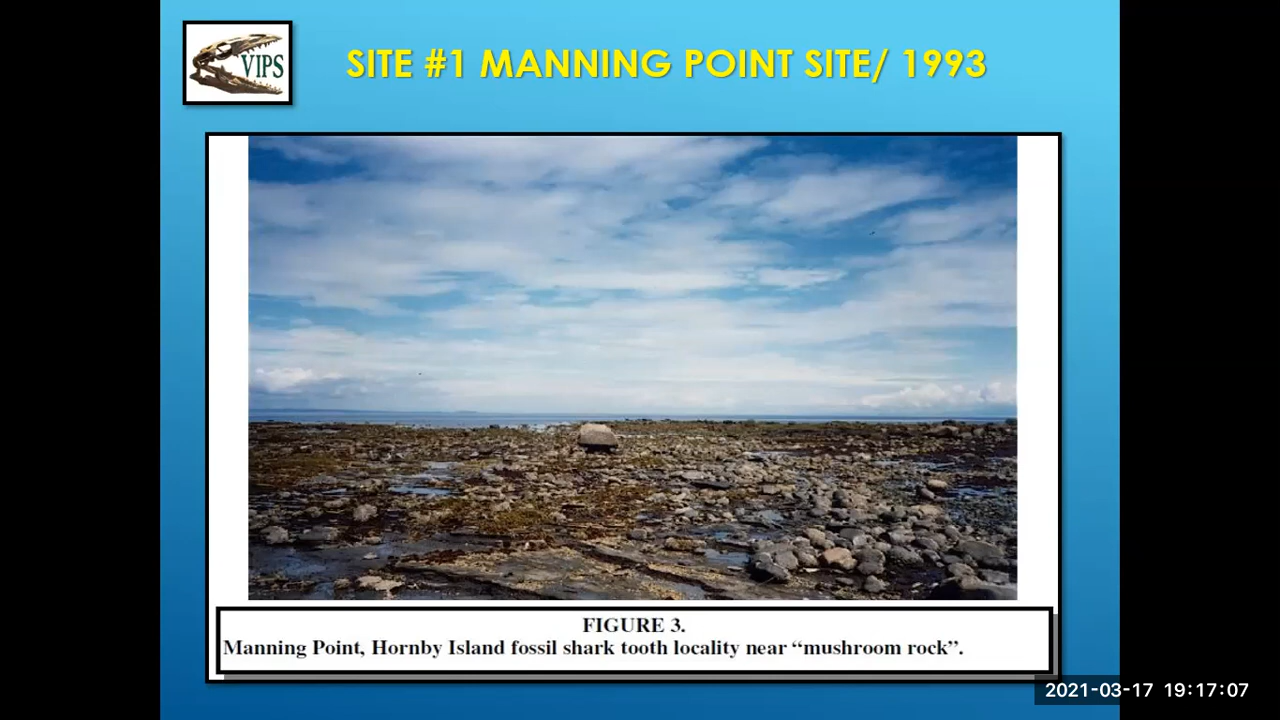 VIPS
SITE #1 MANNING POINT SITE/ 1993
FIGURE 3.
Manning Point, Hornby Island fossil shark tooth locality near “mushroom rock”.
2021-03-17 19:17:07